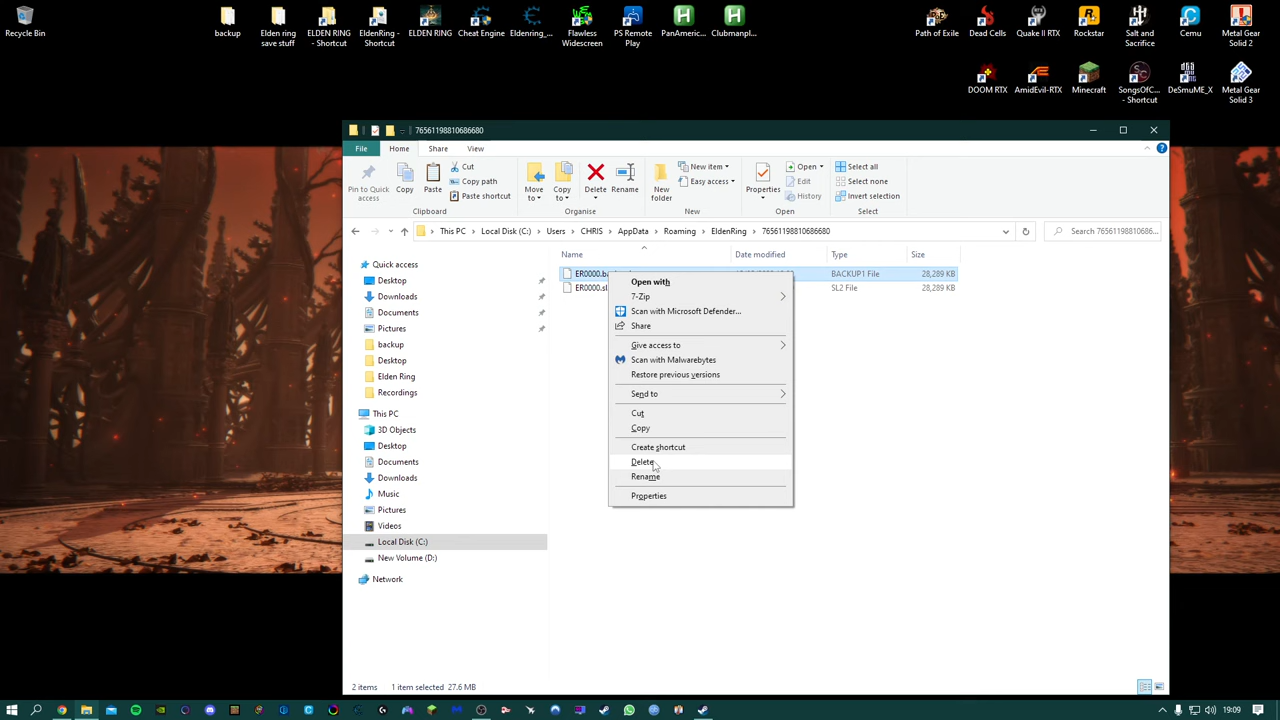 Recycle Bin
backup
Elden ring save stuff
ELDEN RING - Shortcut
EldenRing - Shortcut
ELDEN RING
Cheat Engine
Eldenring_...
Flawless Widescreen
PS Remote Play
PanAmeric...
Clubmanpl...
Path of Exile
Dead Cells
Quake II RTX
Rockstar
Salt and Sacrifice
Cemu
Metal Gear Solid 2
DOOM RTX
AmidEvil-RTX
Minecraft
SongsOfC... - Shortcut
DeSmuME_X
Metal Gear Solid 3
76561198810686680
File Home Share View
Pin to Quick access
Copy
Paste
Cut
Copy path
Paste shortcut
Move to
Copy to
Delete
Rename
New folder
New item
Easy access
Properties
Open
Edit
History
Select all
Select none
Invert selection
Clipboard Organise New Open Select
This PC Local Disk (C:) Users CHRIS AppData Roaming EldenRing 76561198810686680
Search 76561198810686...
Name Date modified Type Size
BACKUP1 File 28,289 KB
SL2 File 28,289 KB
Quick access
Desktop
Downloads
Documents
Pictures
backup
Desktop
Elden Ring
Recordings
This PC
3D Objects
Desktop
Documents
Downloads
Music
Pictures
Videos
Local Disk (C:)
New Volume (D:)
Network
Open with
7-Zip
Scan with Microsoft Defender...
Share
Give access to
Scan with Malwarebytes
Restore previous versions
Send to
Cut
Copy
Create shortcut
Delete
Rename
Properties
2 items 1 item selected 27.6 MB
19:09